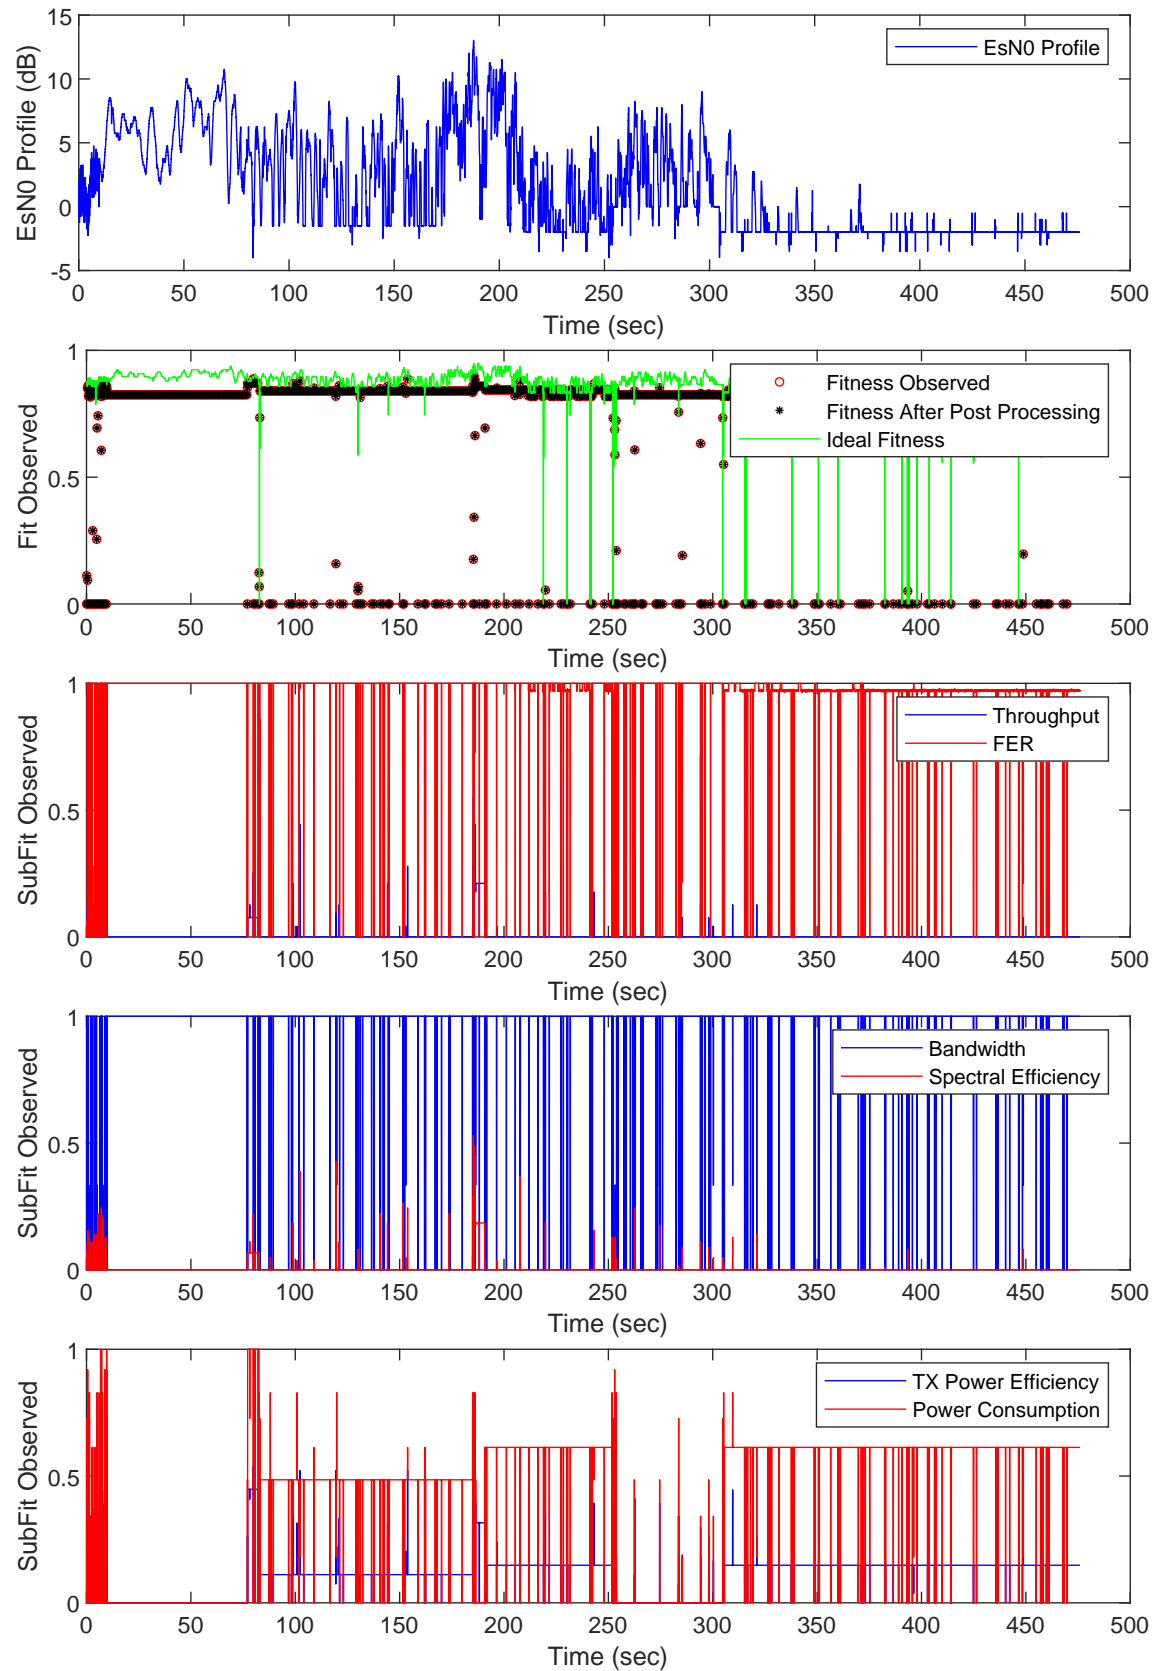 15
10
5
0
-5
EsN0 Profile (dB)
EsN0 Profile
0 50 100 150 200 250 300 350 400 450 500
Time (sec)
1
0.5
0
Fit Observed
Fitness Observed
Fitness After Post Processing
Ideal Fitness
0 50 100 150 200 250 300 350 400 450 500
Time (sec)
1
0.5
0
SubFit Observed
Throughput
FER
0 50 100 150 200 250 300 350 400 450 500
Time (sec)
1
0.5
0
SubFit Observed
Bandwidth
Spectral Efficiency
0 50 100 150 200 250 300 350 400 450 500
Time (sec)
1
0.5
0
SubFit Observed
TX Power Efficiency
Power Consumption
0 50 100 150 200 250 300 350 400 450 500
Time (sec)